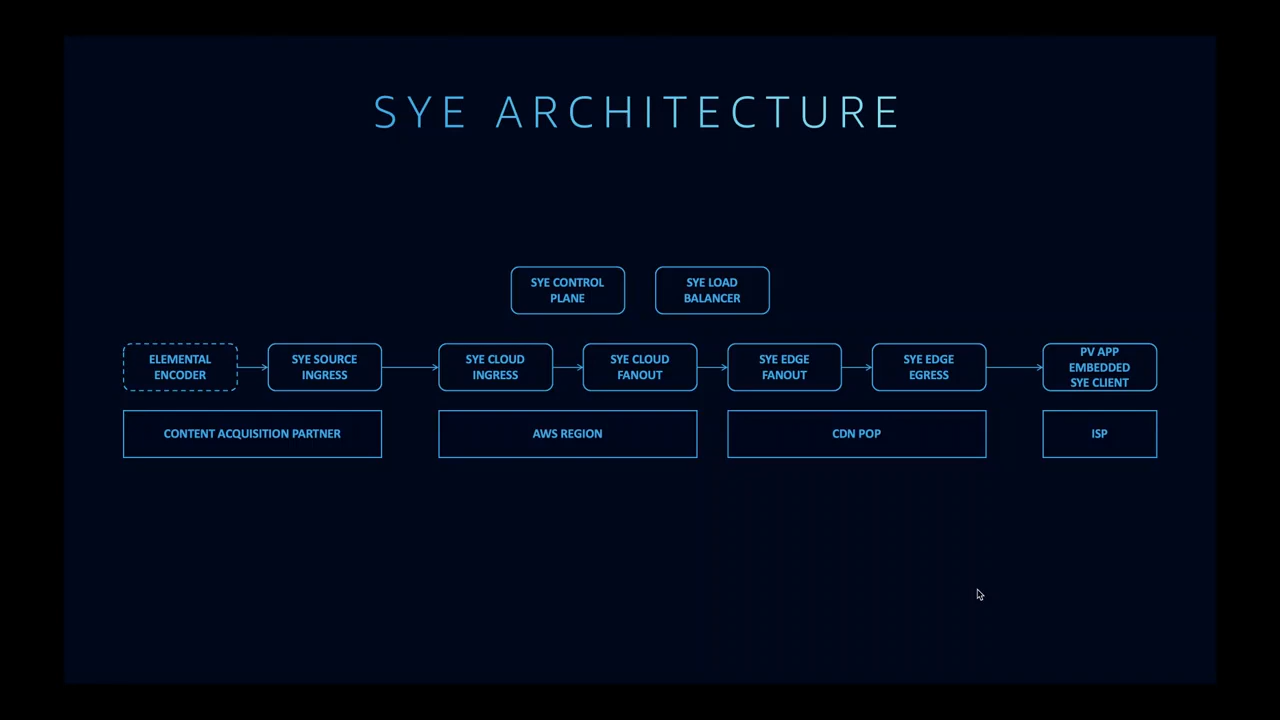 SYE ARCHITECTURE
SYE CONTROL
PLANE
SYE LOAD
BALANCER
ELEMENTAL
ENCODER
SYE SOURCE
INGRESS
SYE CLOUD
INGRESS
SYE CLOUD
FANOUT
SYE EDGE
FANOUT
SYE EDGE
EGRESS
PV APP
EMBEDDED
SYE CLIENT
CONTENT ACQUISITION PARTNER
AWS REGION
CDN POP
ISP